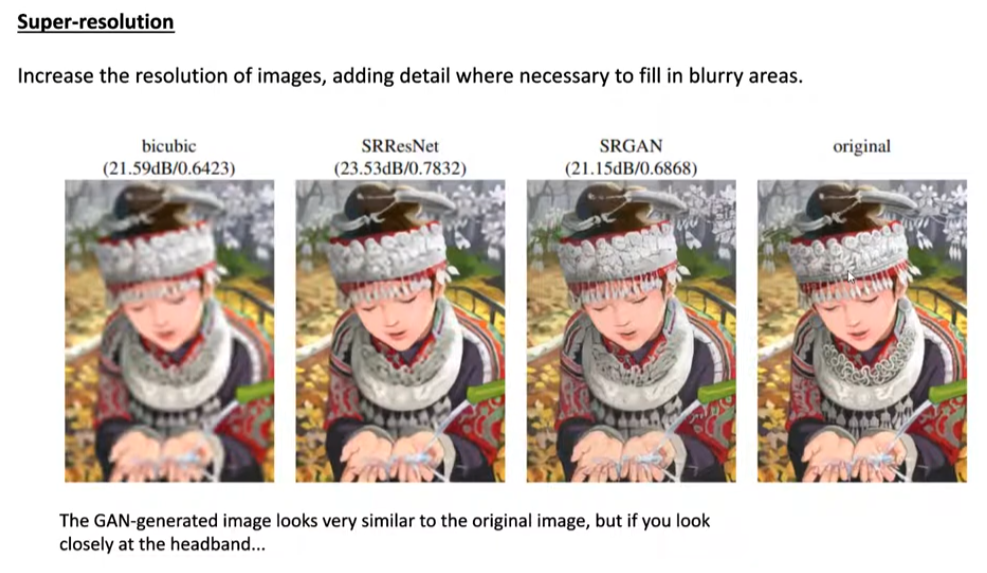 Super-resolution
Increase the resolution of images, adding detail where necessary to fill in blurry areas.
bicubic
(21.59dB/0.6423)
SRResNet
(23.53dB/0.7832)
SRGAN
(21.15dB/0.6868)
original
The GAN-generated image looks very similar to the original image, but if you look
closely at the headband...